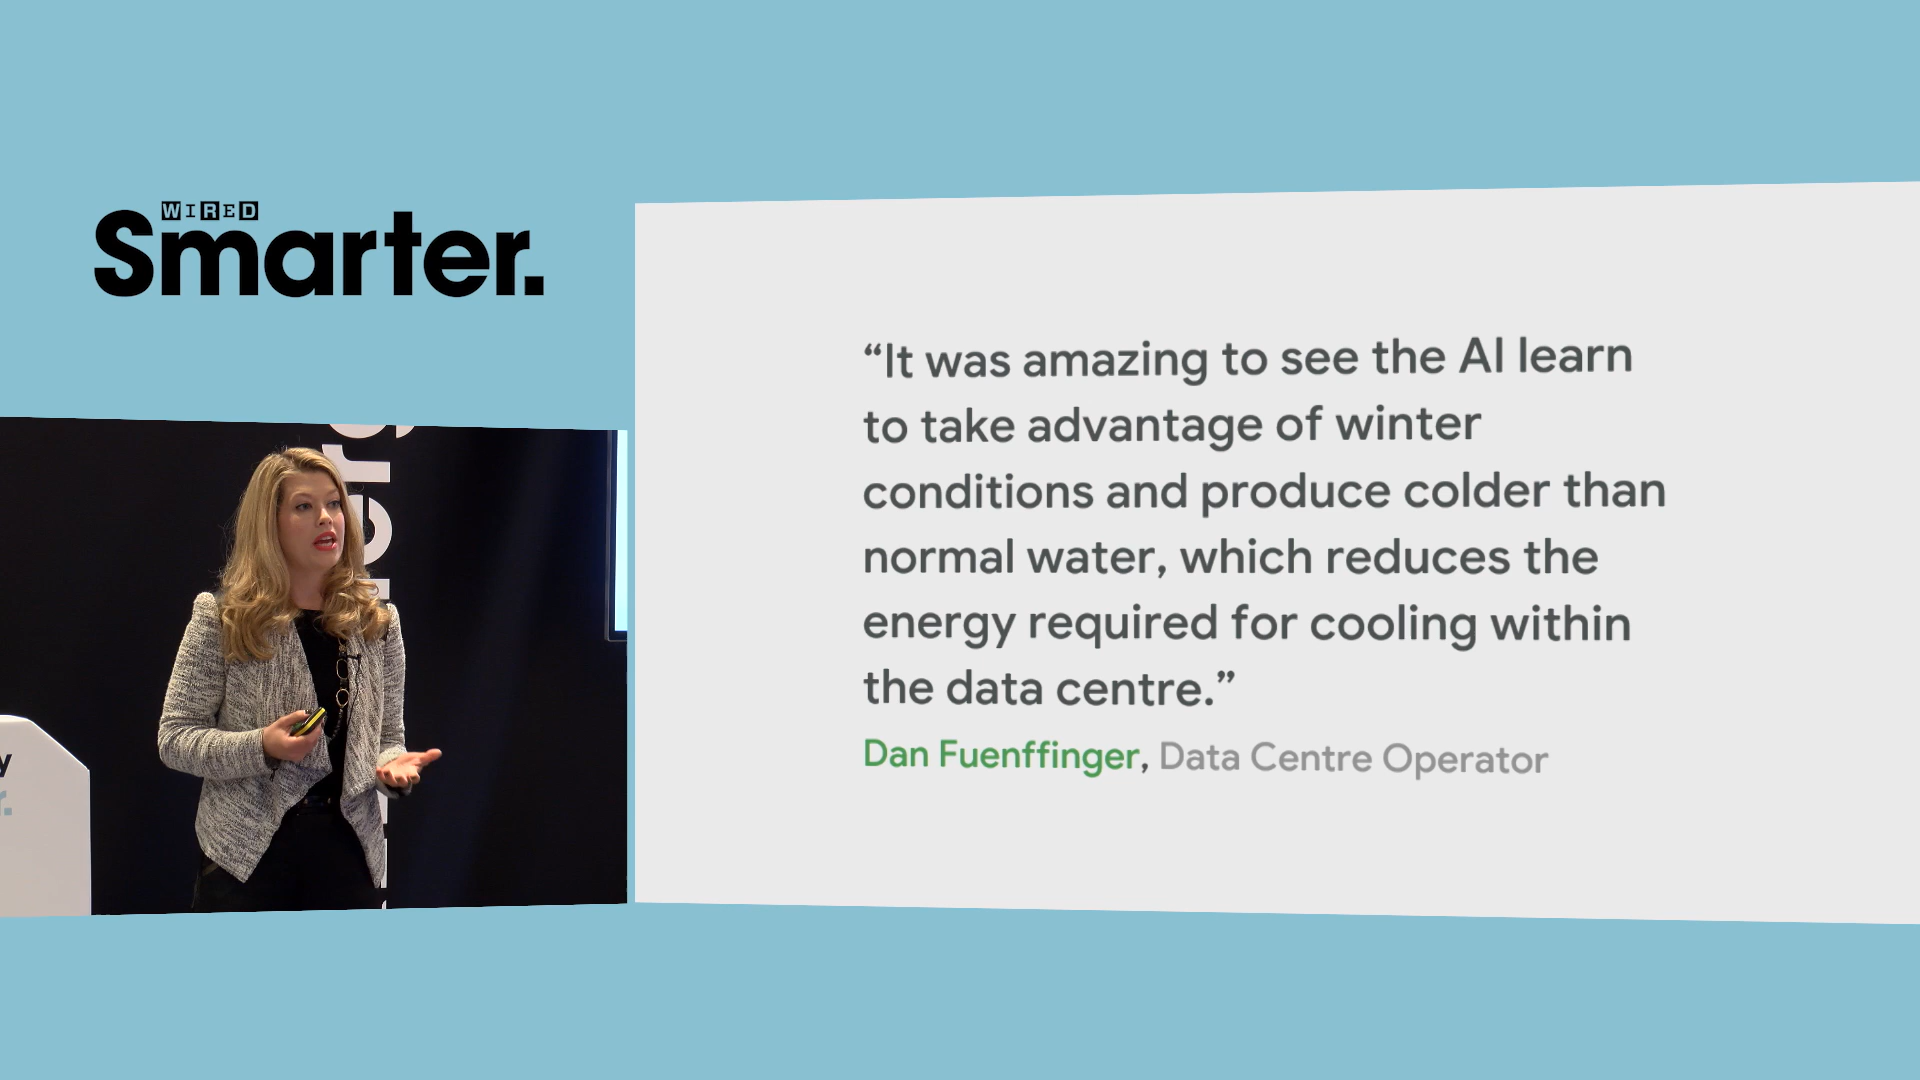 WIRED
Smarter.
“It was amazing to see the AI learn
to take advantage of winter
conditions and produce colder than
normal water, which reduces the
energy required for cooling within
the data centre.”
Dan Fuenffinger, Data Centre Operator